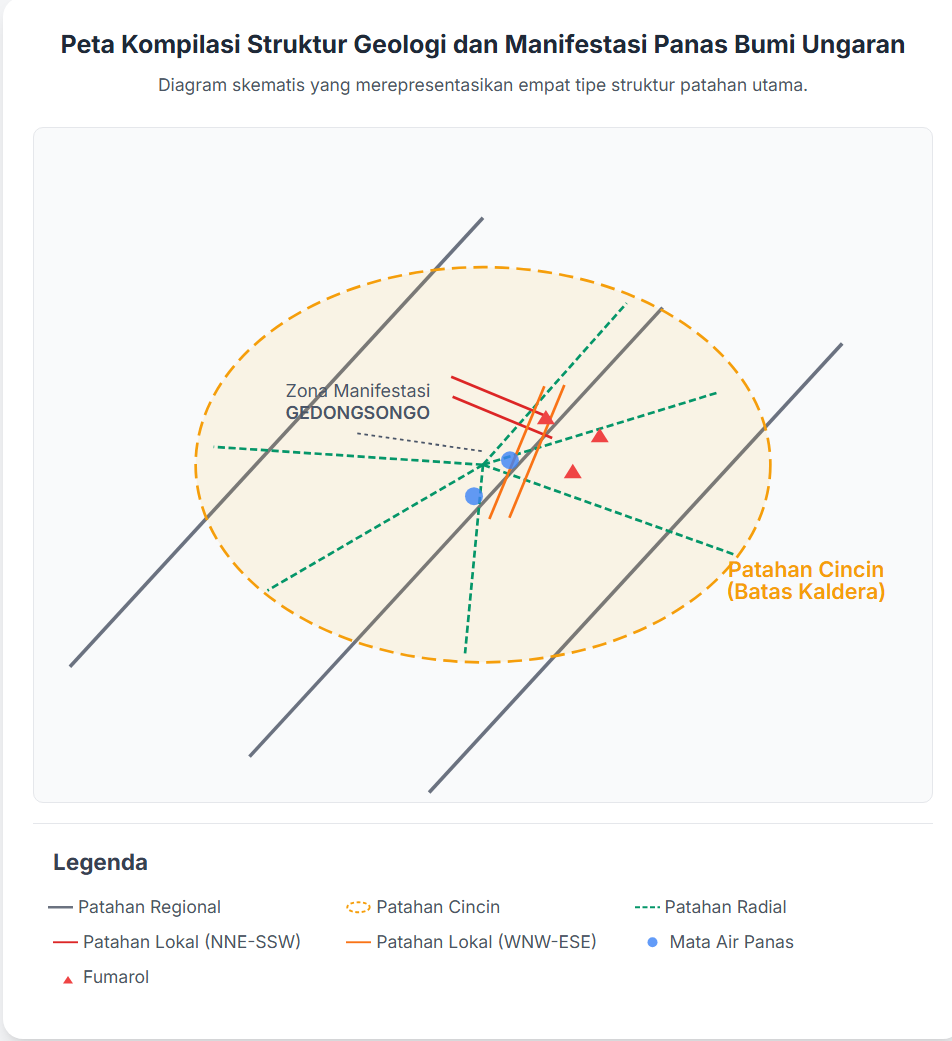 Peta Kompilasi Struktur Geologi dan Manifestasi Panas Bumi Ungaran
Diagram skematis yang merepresentasikan empat tipe struktur patahan utama.
Zona Manifestasi
GEDONGSONGO
Patahan Cincin
(Batas Kaldera)
Legenda
Patahan Regional
Patahan Cincin
Patahan Radial
Patahan Lokal (NNE-SSW)
Patahan Lokal (WNW-ESE)
Mata Air Panas
Fumarol